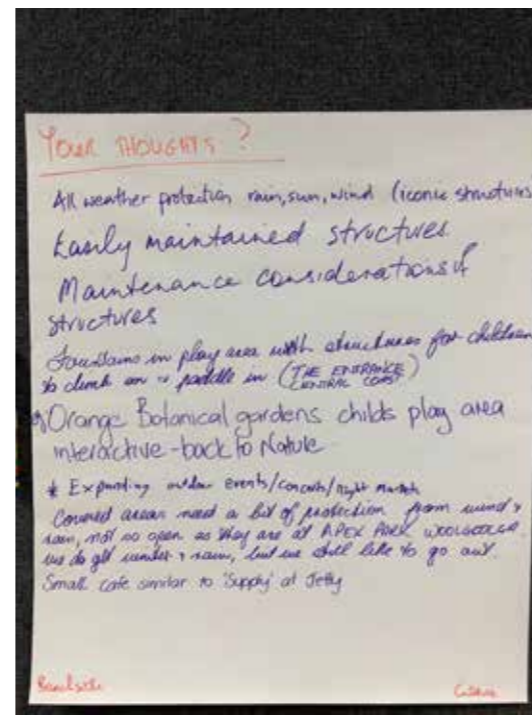 YOUR THOUGHTS?
All weather protection rain, sun, wind (iconic structures)
Easily maintained structures
Maintenance considerations of
structures
Fountains in play area with structures for children
to climb on & paddle in (THE ENTRANCE
CENTRAL COAST)
Orange Botanical gardens childs play area
interactive - back to Nature
* Expanding outdoor events/concerts/night markets
Covered areas need a bit of protection from wind &
rain, not so open as they are at APEX PARK WOOLGOOLGA.
we do get winter & rain, but we still like to go out.
Small cafe similar to 'Supply' at Jetty